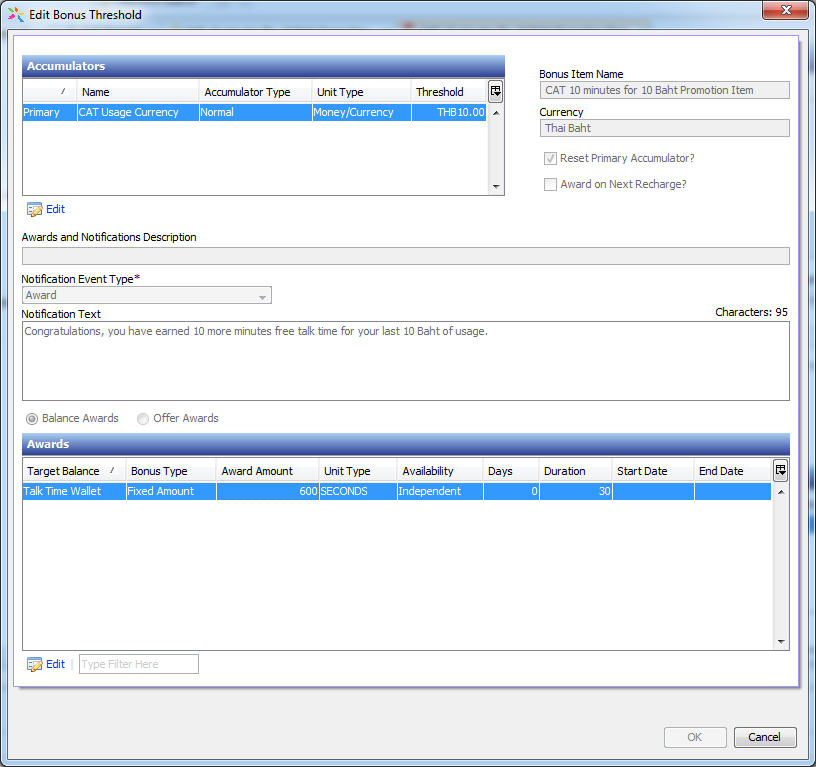 Edit Bonus Threshold
Accumulators
Name Accumulator Type Unit Type Threshold
Primary CAT Usage Currency Normal Money/Currency THB10.00
Edit
Bonus Item Name
CAT 10 minutes for 10 Baht Promotion Item
Currency
Thai Baht
Reset Primary Accumulator?
Award on Next Recharge?
Awards and Notifications Description
Notification Event Type*
Award
Notification Text Characters: 95
Congratulations, you have earned 10 more minutes free talk time for your last 10 Baht of usage.
Balance Awards Offer Awards
Awards
Target Balance Bonus Type Award Amount Unit Type Availability Days Duration Start Date End Date
Talk Time Wallet Fixed Amount 600 SECONDS Independent 0 30
Edit | Type Filter Here
OK Cancel